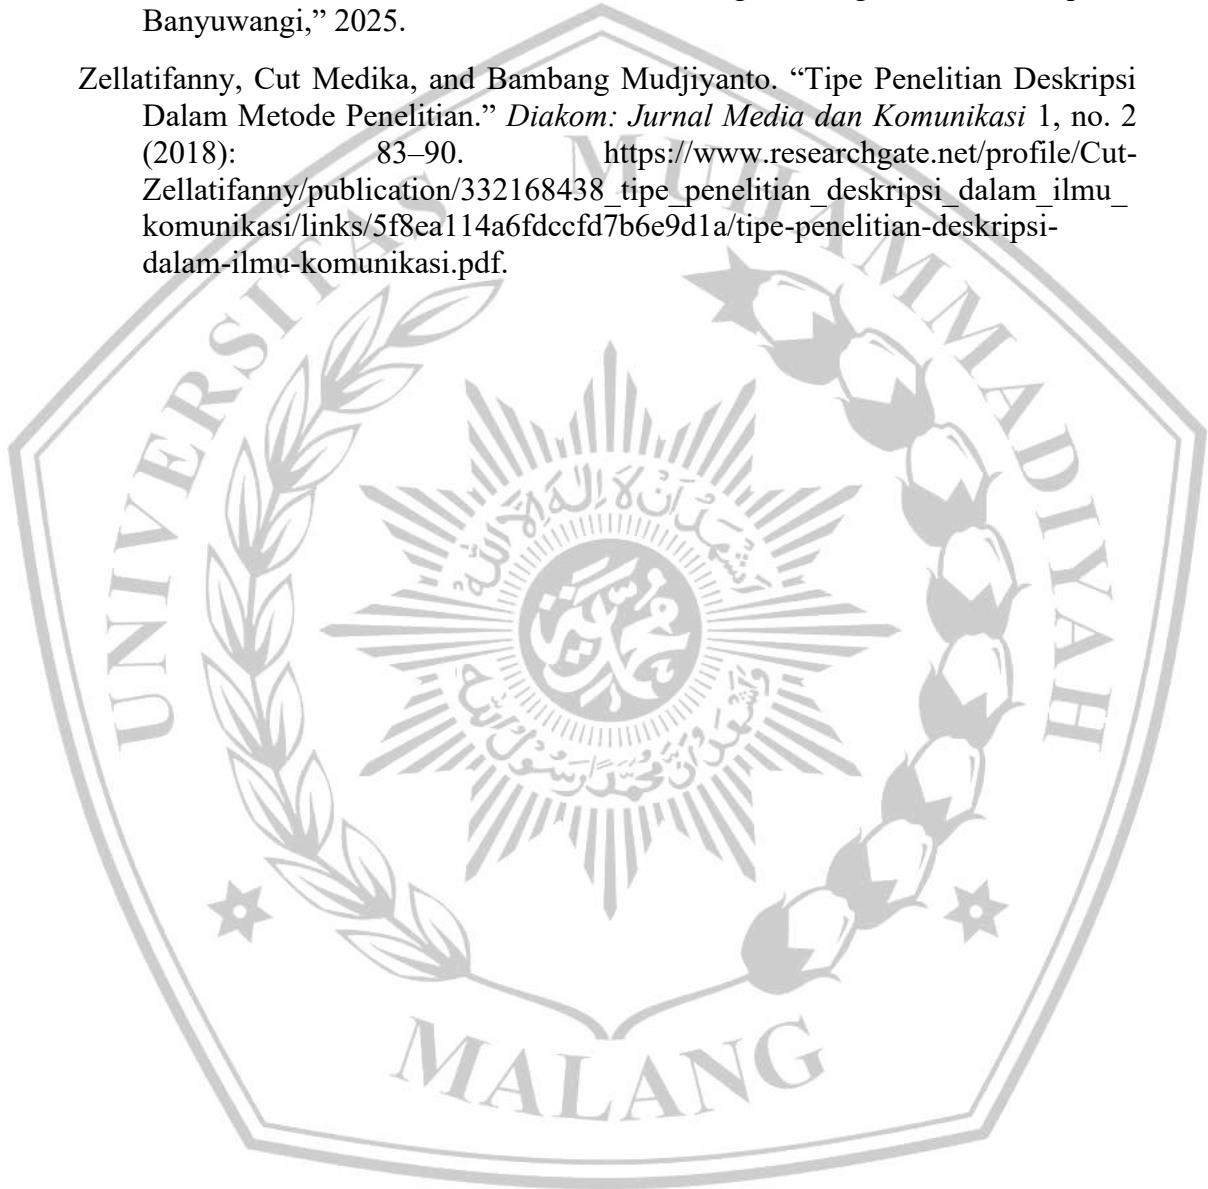 Banyuwangi,” 2025.
Zellatifanny, Cut Medika, and Bambang Mudjiyanto. “Tipe Penelitian Deskripsi
Dalam Metode Penelitian.” Diakom: Jurnal Media dan Komunikasi 1, no. 2
(2018): 83–90. https://www.researchgate.net/profile/Cut-
Zellatifanny/publication/332168438_tipe_penelitian_deskripsi_dalam_ilmu_
komunikasi/links/5f8ea114a6fdccfd7b6e9d1a/tipe-penelitian-deskripsi-
dalam-ilmu-komunikasi.pdf.
UNIVERSITAS MUHAMMADIYAH
MALANG